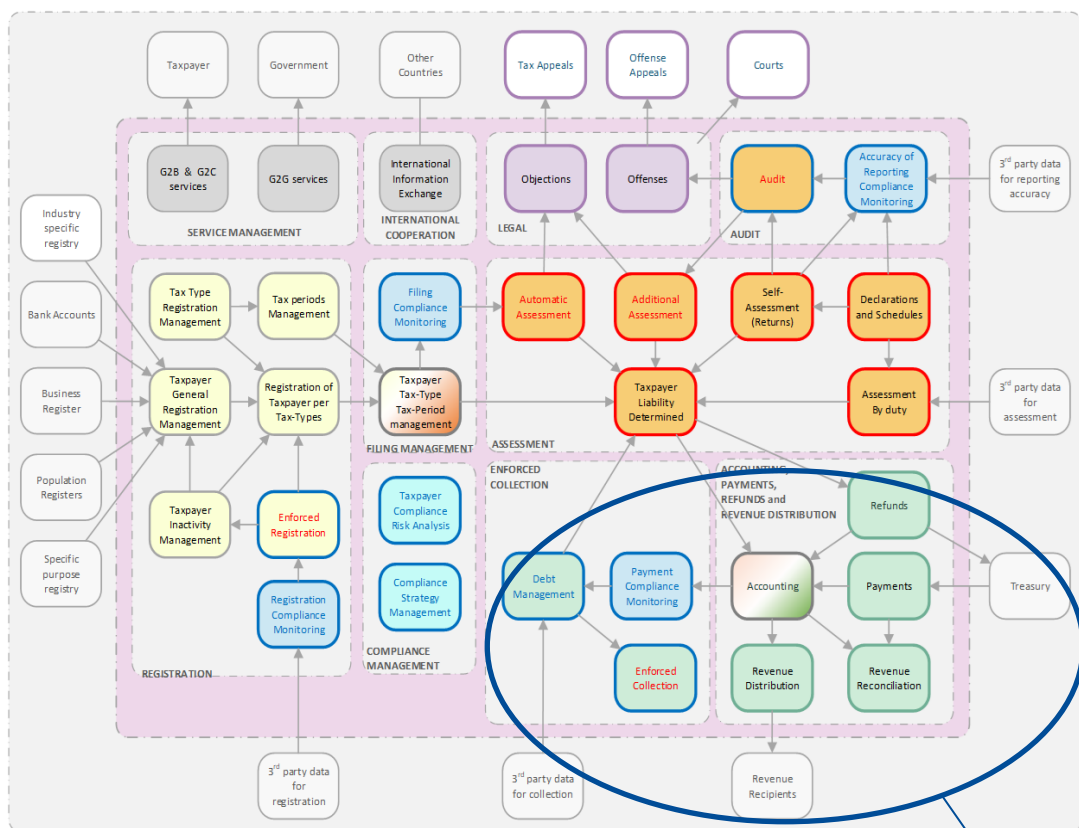 Taxpayer
Government
Other
Countries
Tax Appeals
Offense
Appeals
Courts
G2B & G2C
services
G2G services
International
Information
Exchange
Objections
Offenses
Audit
Accuracy of
Reporting
Compliance
Monitoring
3rd party data
for reporting
accuracy
SERVICE MANAGEMENT
INTERNATIONAL
COOPERATION
LEGAL
AUDIT
Industry
specific
registry
Bank Accounts
Business
Register
Population
Registers
Specific
purpose
registry
Tax Type
Registration
Management
Tax periods
Management
Filing
Compliance
Monitoring
Automatic
Assessment
Additional
Assessment
Self-
Assessment
(Returns)
Declarations
and Schedules
Taxpayer
General
Registration
Management
Registration of
Taxpayer per
Tax-Types
Taxpayer
Tax-Type
Tax-Period
management
Taxpayer
Liability
Determined
Assessment
By duty
3rd party data
for
assessment
FILING MANAGEMENT
ASSESSMENT
Taxpayer
Inactivity
Management
Enforced
Registration
Registration
Compliance
Monitoring
REGISTRATION
Taxpayer
Compliance
Risk Analysis
Compliance
Strategy
Management
COMPLIANCE
MANAGEMENT
ENFORCED
COLLECTION
Debt
Management
Payment
Compliance
Monitoring
Enforced
Collection
ACCOUNTING,
PAYMENTS,
REFUNDS and
REVENUE DISTRIBUTION
Refunds
Accounting
Payments
Treasury
Revenue
Distribution
Revenue
Reconciliation
3rd party data
for
registration
3rd party data
for collection
Revenue
Recipients